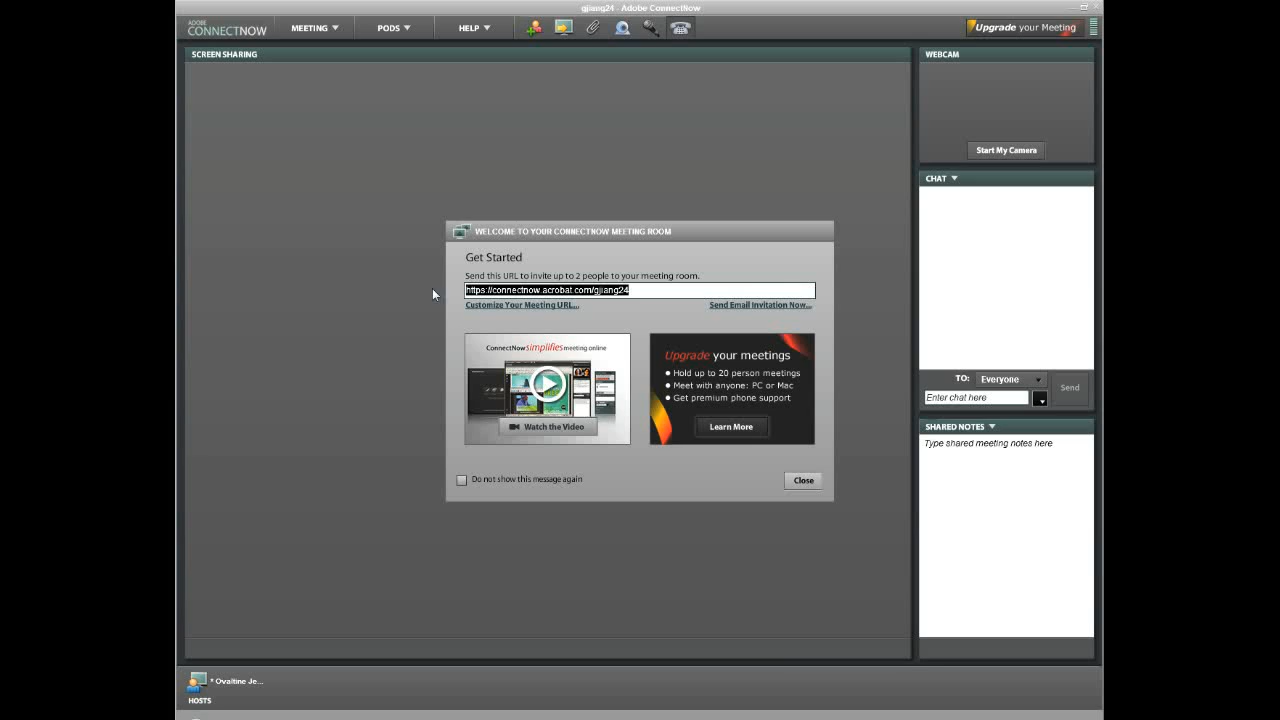 gjiang24 - Adobe ConnectNow
ADOBE
CONNECTNOW
MEETING
PODS
HELP
Upgrade your Meeting
SCREEN SHARING
WEBCAM
Start My Camera
CHAT
WELCOME TO YOUR CONNECTNOW MEETING ROOM
Get Started
Send this URL to invite up to 2 people to your meeting room.
https://connectnow.acrobat.com/gjiang24
Customize Your Meeting URL...
Send Email Invitation Now...
ConnectNow simplifies meeting online
Watch the Video
Upgrade your meetings
● Hold up to 20 person meetings
● Meet with anyone: PC or Mac
● Get premium phone support
Learn More
Do not show this message again
Close
TO: Everyone
Enter chat here
Send
SHARED NOTES
Type shared meeting notes here
* Ovaltine Je...
HOSTS